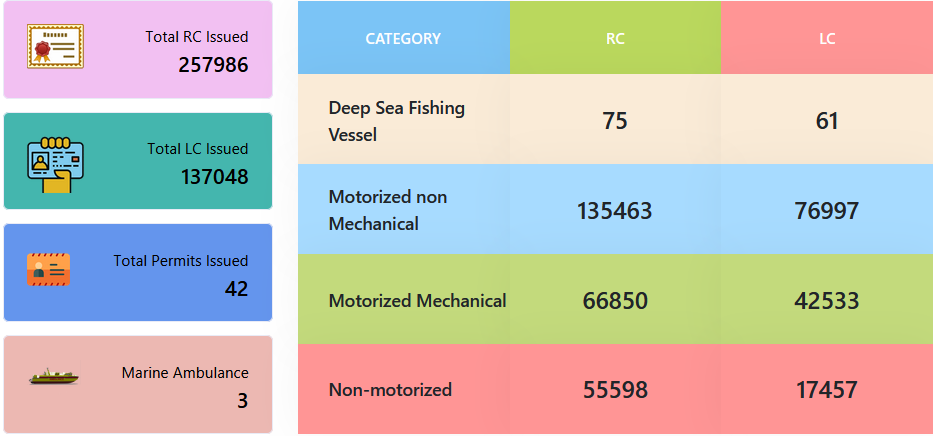 Total RC Issued
257986
Total LC Issued
137048
Total Permits Issued
42
Marine Ambulance
3
CATEGORY RC LC
Deep Sea Fishing
Vessel
75 61
Motorized non
Mechanical
135463 76997
Motorized Mechanical 66850 42533
Non-motorized 55598 17457